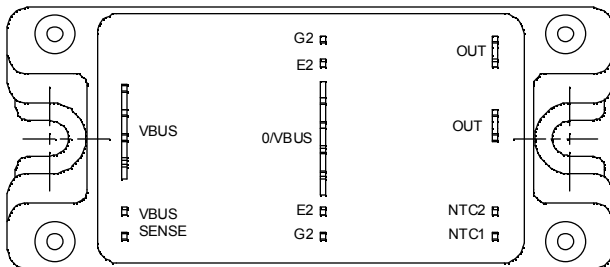 G2
OUT
E2
VBUS
0/VBUS
OUT
VBUS
SENSE
E2
NTC2
G2
NTC1